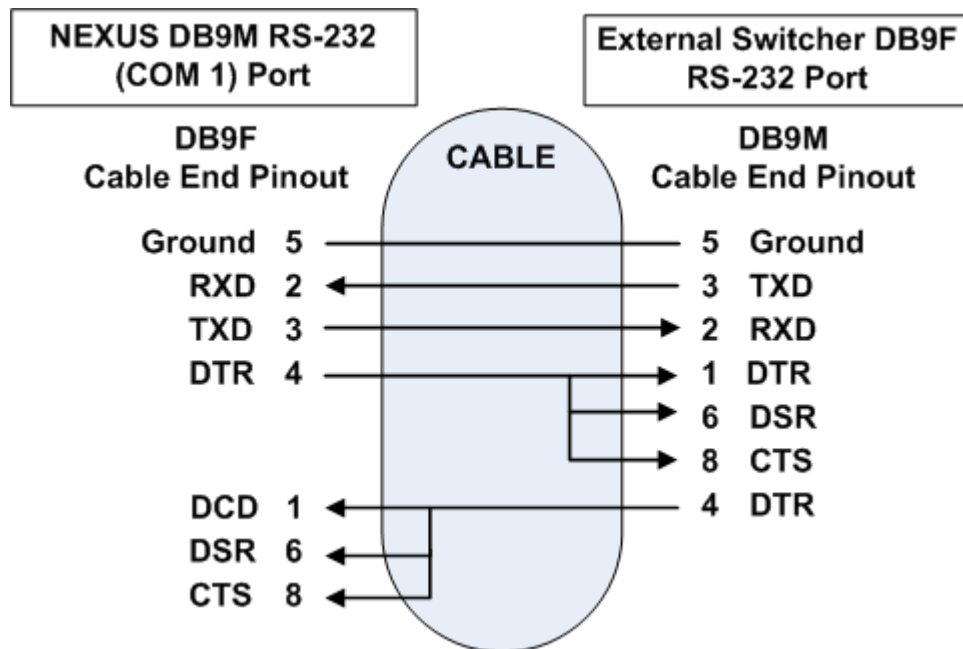 NEXUS DB9M RS-232
(COM 1) Port
External Switcher DB9F
RS-232 Port
DB9F
Cable End Pinout
CABLE
DB9M
Cable End Pinout
Ground 5 5 Ground
RXD 2 3 TXD
TXD 3 2 RXD
DTR 4 1 DTR
6 DSR
8 CTS
DCD 1 4 DTR
DSR 6
CTS 8